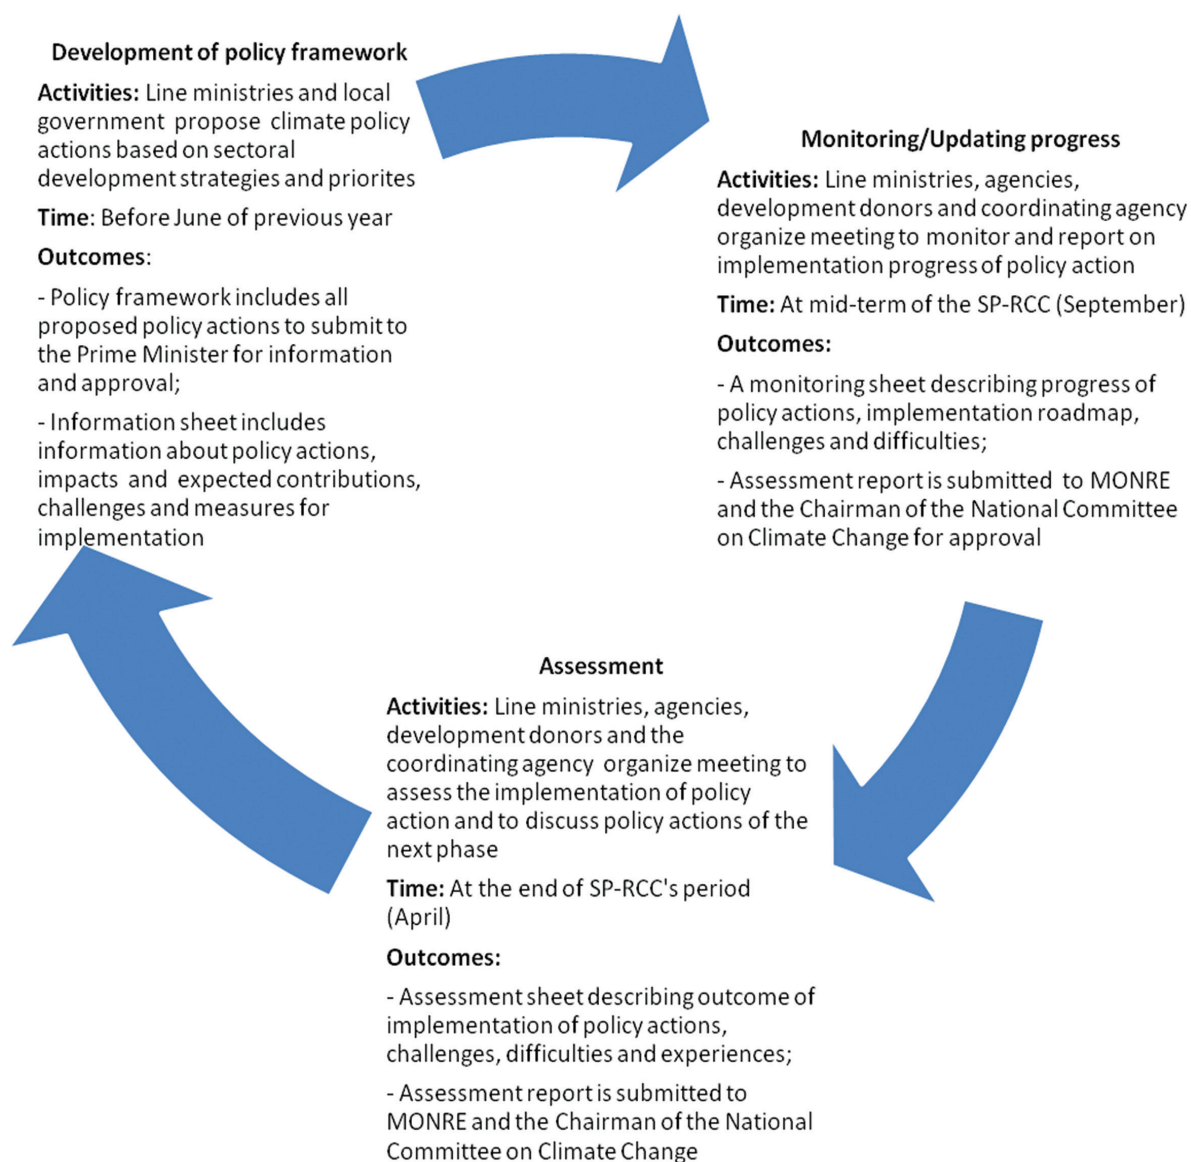 Development of policy framework
Activities: Line ministries and local
government propose climate policy
actions based on sectoral
development strategies and priorites
Time: Before June of previous year
Outcomes:
- Policy framework includes all
proposed policy actions to submit to
the Prime Minister for information
and approval;
- Information sheet includes
information about policy actions,
impacts and expected contributions,
challenges and measures for
implementation
Monitoring/Updating progress
Activities: Line ministries, agencies,
development donors and coordinating agency
organize meeting to monitor and report on
implementation progress of policy action
Time: At mid-term of the SP-RCC (September)
Outcomes:
- A monitoring sheet describing progress of
policy actions, implementation roadmap,
challenges and difficulties;
- Assessment report is submitted to MONRE
and the Chairman of the National Committee
on Climate Change for approval
Assessment
Activities: Line ministries, agencies,
development donors and the
coordinating agency organize meeting to
assess the implementation of policy
action and to discuss policy actions of the
next phase
Time: At the end of SP-RCC's period
(April)
Outcomes:
- Assessment sheet describing outcome of
implementation of policy actions,
challenges, difficulties and experiences;
- Assessment report is submitted to
MONRE and the Chairman of the National
Committee on Climate Change